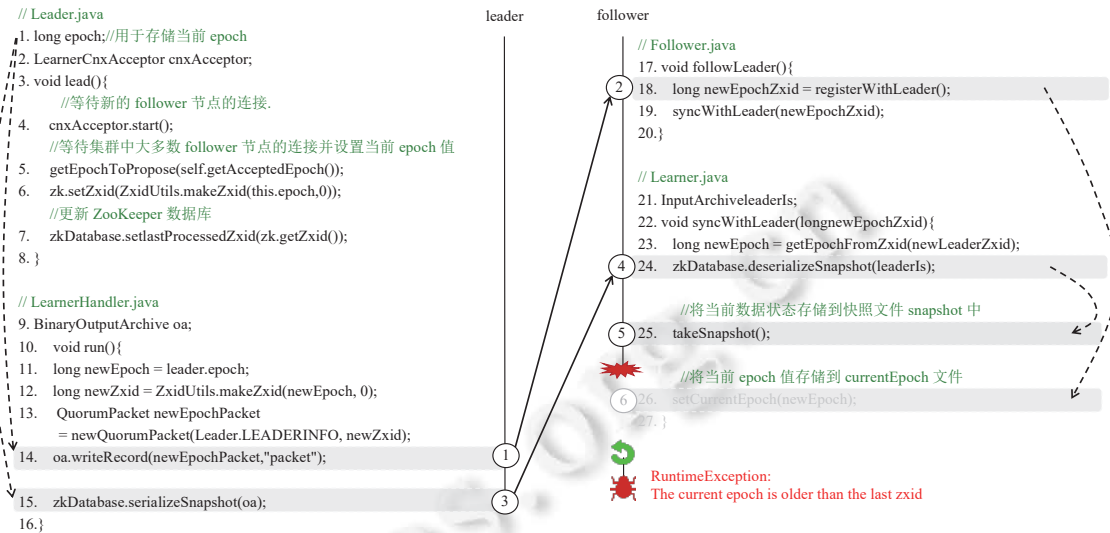 // Leader.java
1. long epoch;//用于存储当前 epoch
2. LearnerCnxAcceptor cnxAcceptor;
3. void lead(){
//等待新的 follower 节点的连接.
4. cnxAcceptor.start();
//等待集群中大多数 follower 节点的连接并设置当前 epoch 值
5. getEpochToPropose(self.getAcceptedEpoch());
6. zk.setZxid(ZxidUtils.makeZxid(this.epoch,0));
//更新 ZooKeeper 数据库
7. zkDatabase.setlastProcessedZxid(zk.getZxid());
8. }
// LearnerHandler.java
9. BinaryOutputArchive oa;
10. void run(){
11. long newEpoch = leader.epoch;
12. long newZxid = ZxidUtils.makeZxid(newEpoch, 0);
13. QuorumPacket newEpochPacket
= newQuorumPacket(Leader.LEADERINFO, newZxid);
14. oa.writeRecord(newEpochPacket,"packet");
15. zkDatabase.serializeSnapshot(oa);
16.}
leader
1
3
follower
2
4
5
6
// Follower.java
17. void followLeader(){
18. long newEpochZxid = registerWithLeader();
19. syncWithLeader(newEpochZxid);
20.}
// Learner.java
21. InputArchiveleaderIs;
22. void syncWithLeader(longnewEpochZxid){
23. long newEpoch = getEpochFromZxid(newLeaderZxid);
24. zkDatabase.deserializeSnapshot(leaderIs);
//将当前数据状态存储到快照文件 snapshot 中
25. takeSnapshot();
//将当前 epoch 值存储到 currentEpoch 文件
26. setCurrentEpoch(newEpoch);
27. }
RuntimeException:
The current epoch is older than the last zxid